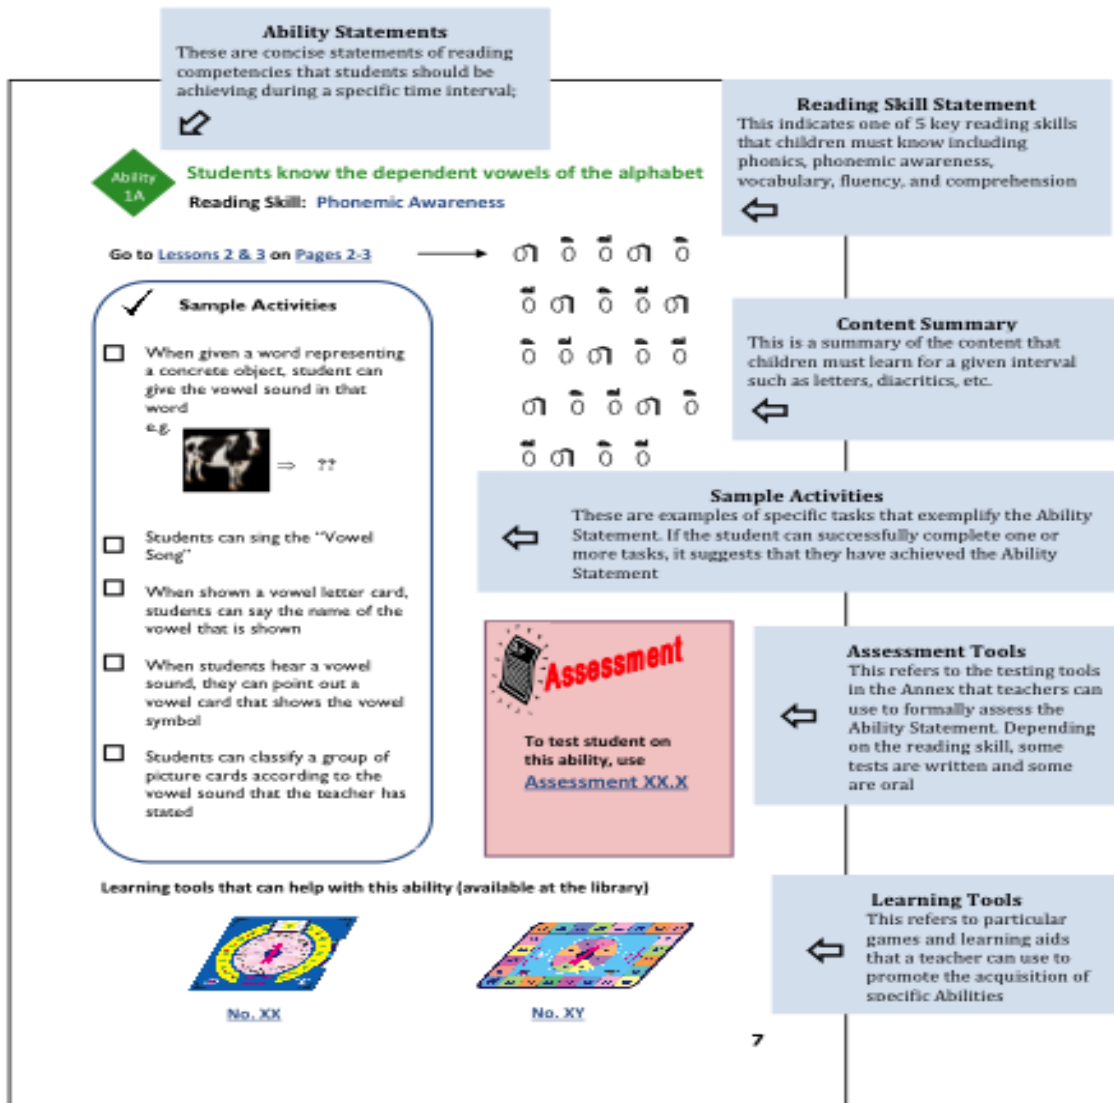 Ability Statements
These are concise statements of reading
competencies that students should be
achieving during a specific time interval;
Reading Skill Statement
This indicates one of 5 key reading skills
that children must know including
phonics, phonemic awareness,
vocabulary, fluency, and comprehension
Ability
1A
Students know the dependent vowels of the alphabet
Reading Skill: Phonemic Awareness
Go to Lessons 2 & 3 on Pages 2-3
Content Summary
This is a summary of the content that
children must learn for a given interval
such as letters, diacritics, etc.
✓ Sample Activities
When given a word representing
a concrete object, student can
give the vowel sound in that
word
e.g.
⇒ ??
Students can sing the "Vowel
Song"
When shown a vowel letter card,
students can say the name of the
vowel that is shown
When students hear a vowel
sound, they can point out a
vowel card that shows the vowel
symbol
Students can classify a group of
picture cards according to the
vowel sound that the teacher has
stated
Sample Activities
These are examples of specific tasks that exemplify the Ability
Statement. If the student can successfully complete one or
more tasks, it suggests that they have achieved the Ability
Statement
Assessment
To test student on
this ability, use
Assessment XX.X
Assessment Tools
This refers to the testing tools
in the Annex that teachers can
use to formally assess the
Ability Statement. Depending
on the reading skill, some
tests are written and some
are oral
Learning tools that can help with this ability (available at the library)
No. XX
No. XY
Learning Tools
This refers to particular
games and learning aids
that a teacher can use to
promote the acquisition of
specific Abilities
7